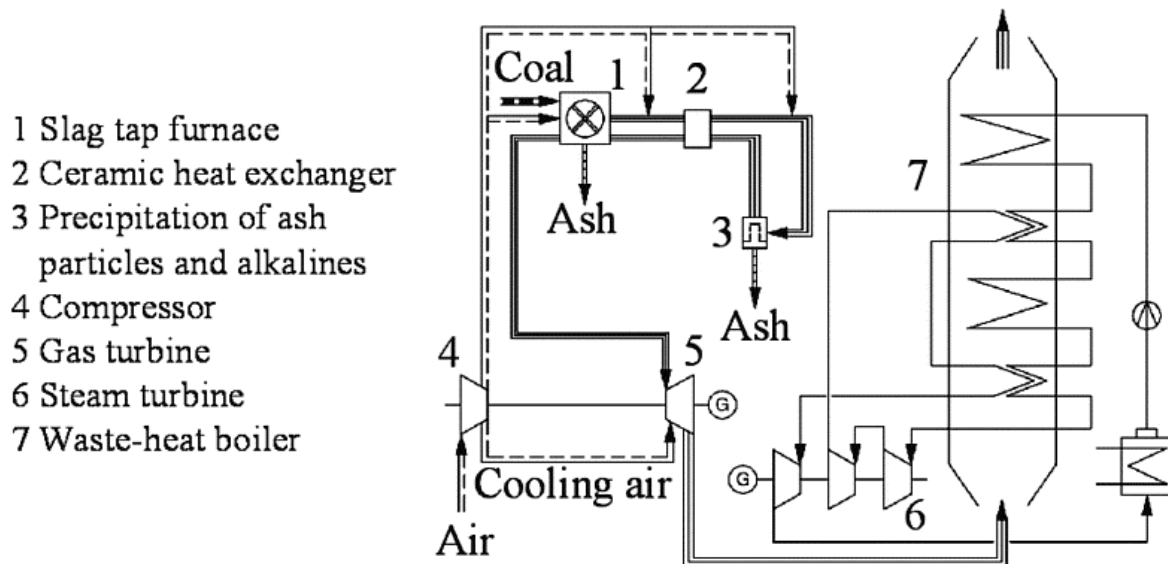 1 Slag tap furnace
2 Ceramic heat exchanger
3 Precipitation of ash
particles and alkalines
4 Compressor
5 Gas turbine
6 Steam turbine
7 Waste-heat boiler
Coal
1
2
Ash
3
Ash
4
5
G
Cooling air
Air
7
G
6